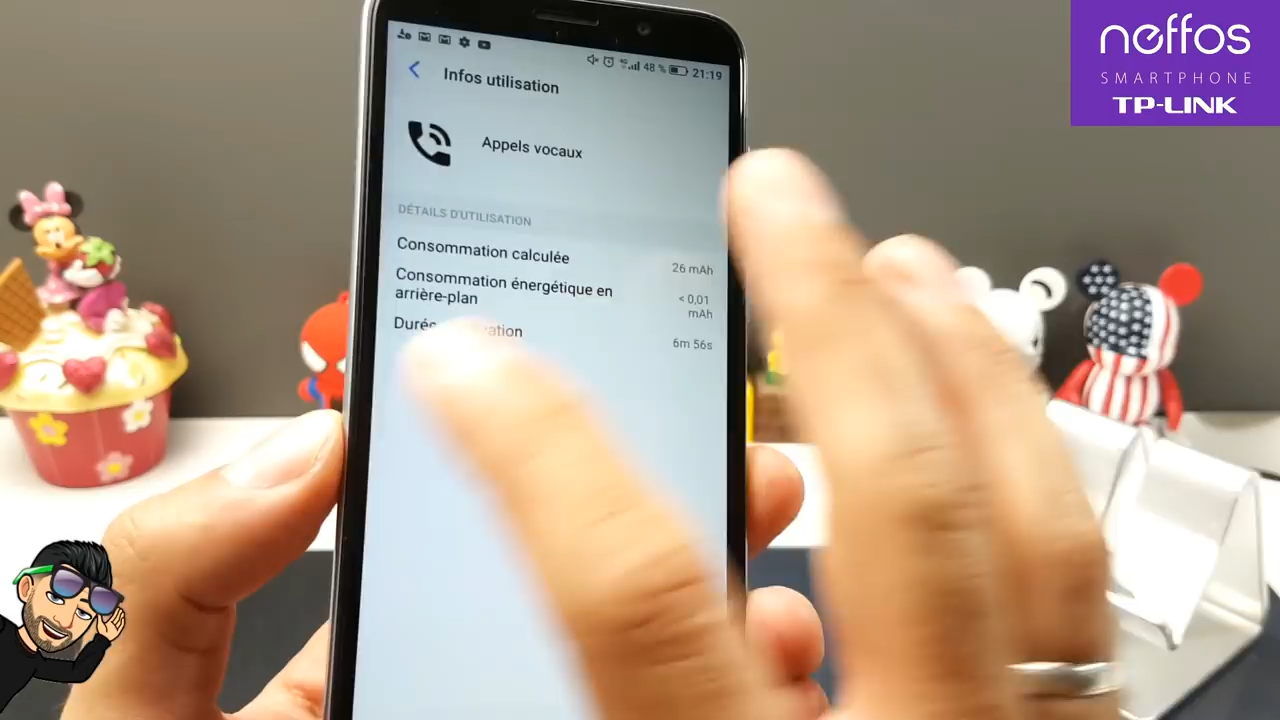 neffos
SMARTPHONE
TP-LINK
48 % 21:19
Infos utilisation
Appels vocaux
DÉTAILS D'UTILISATION
Consommation calculée
26 mAh
Consommation énergétique en
arrière-plan
< 0,01
mAh
6m 56s